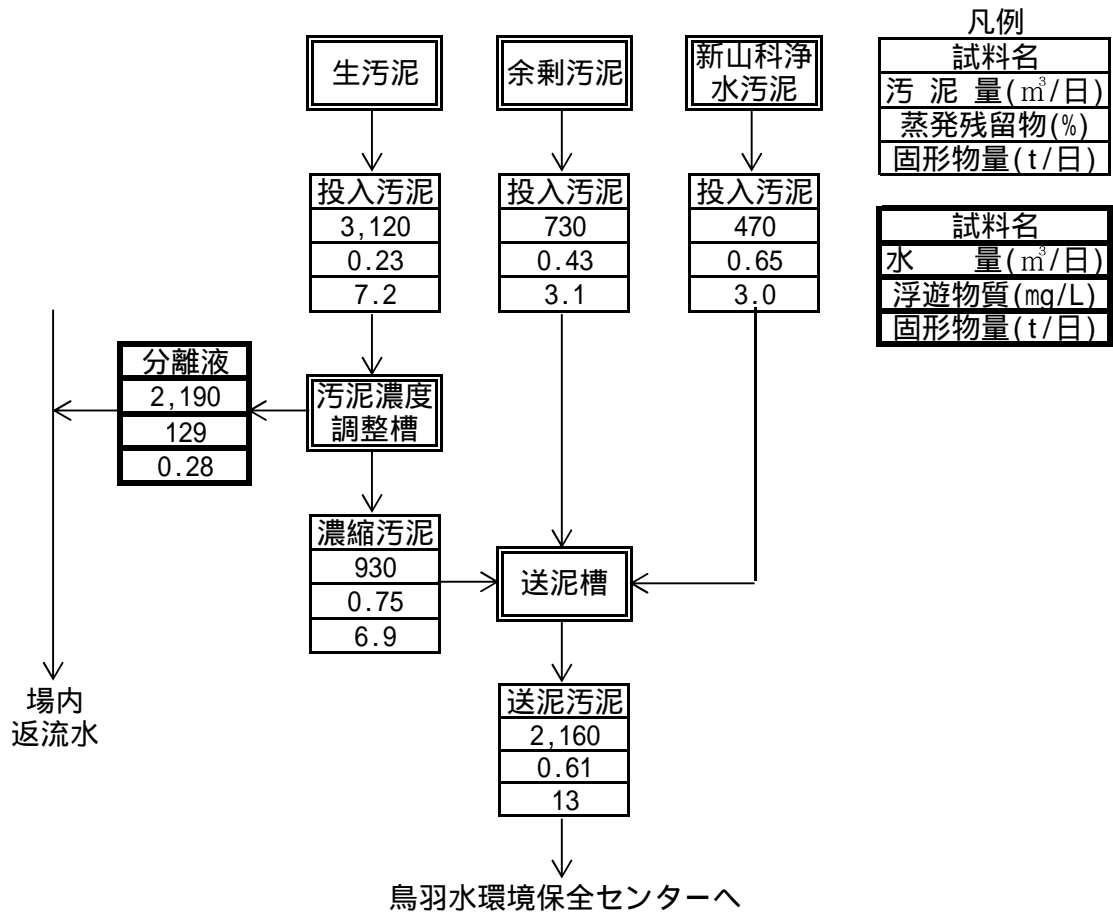 凡例
試料名
汚泥量(㎥/日)
蒸発残留物(%)
固形物量(t/日)
試料名
水量(㎥/日)
浮遊物質(mg/L)
固形物量(t/日)
生汚泥
余剰汚泥
新山科浄
水汚泥
投入汚泥
3,120
0.23
7.2
投入汚泥
730
0.43
3.1
投入汚泥
470
0.65
3.0
分離液
2,190
129
0.28
汚泥濃度
調整槽
濃縮汚泥
930
0.75
6.9
送泥槽
場内
返流水
送泥汚泥
2,160
0.61
13
鳥羽水環境保全センターへ